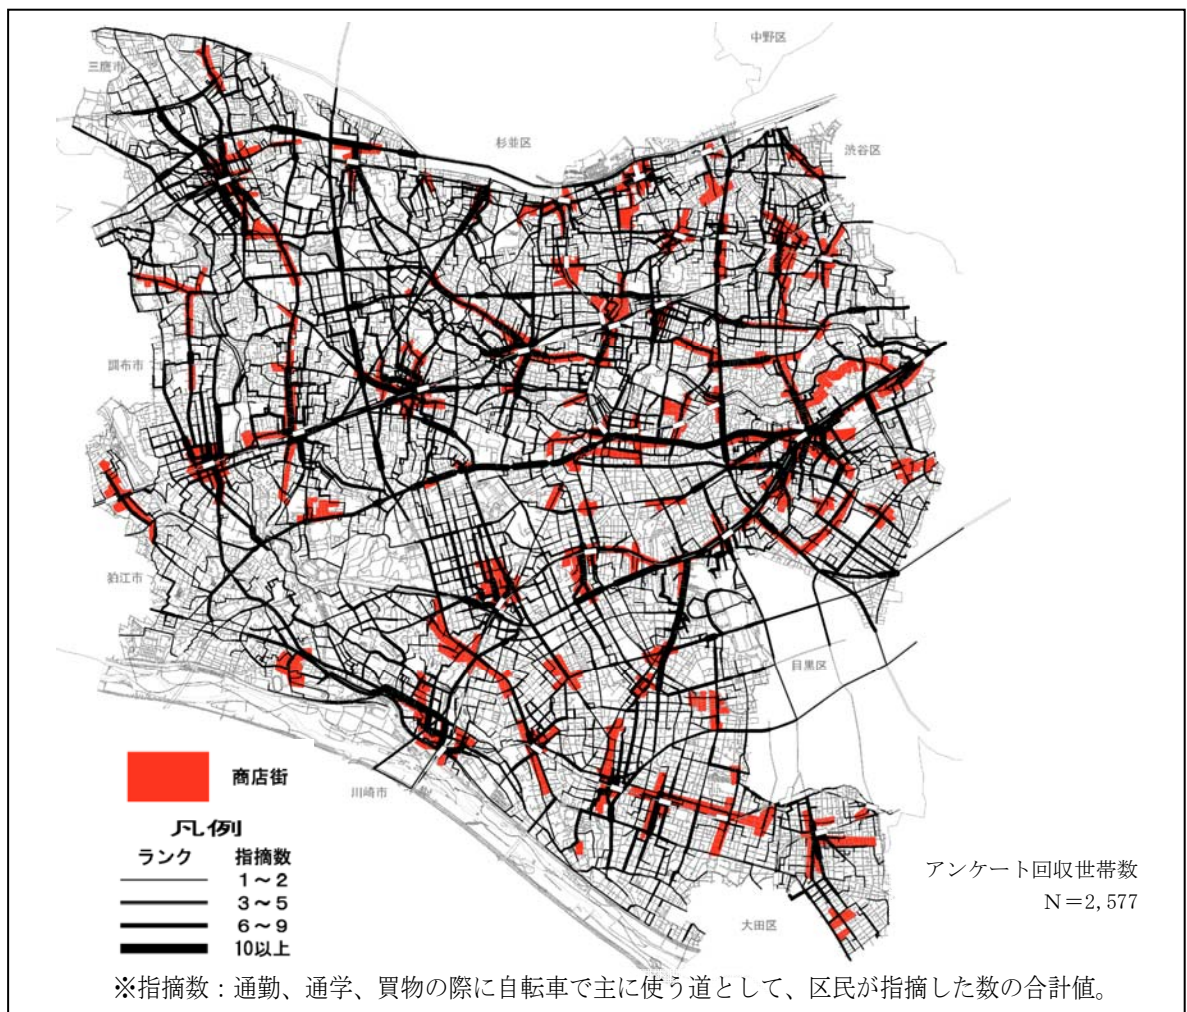 中野区
三鷹市
杉並区
渋谷区
調布市
狛江市
目黒区
商店街
川崎市
凡例
ランク 指摘数
1～2
3～5
6～9
10以上
アンケート回収世帯数
N＝2,577
大田区
※指摘数：通勤、通学、買物の際に自転車で主に使う道として、区民が指摘した数の合計値。